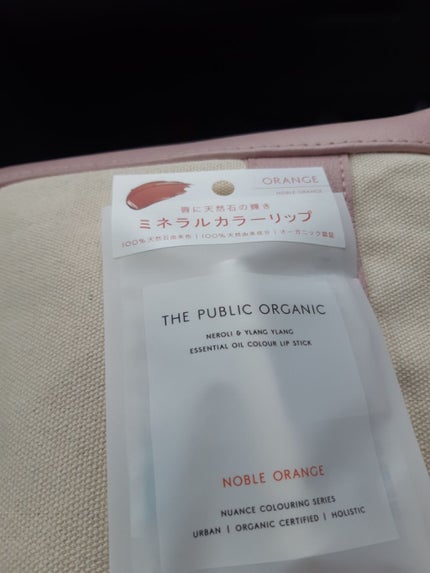 ORANGE
NOBLE ORANGE
唇に天然石の輝き
ミネラルカラーリップ
100%天然石由来色 | 100%天然由来成分 | オーガニック認証
THE PUBLIC ORGANIC
NEROLI & YLANG YLANG
ESSENTIAL OIL COLOUR LIP STICK
NOBLE ORANGE
NUANCE COLOURING SERIES
URBAN | ORGANIC CERTIFIED | HOLISTIC